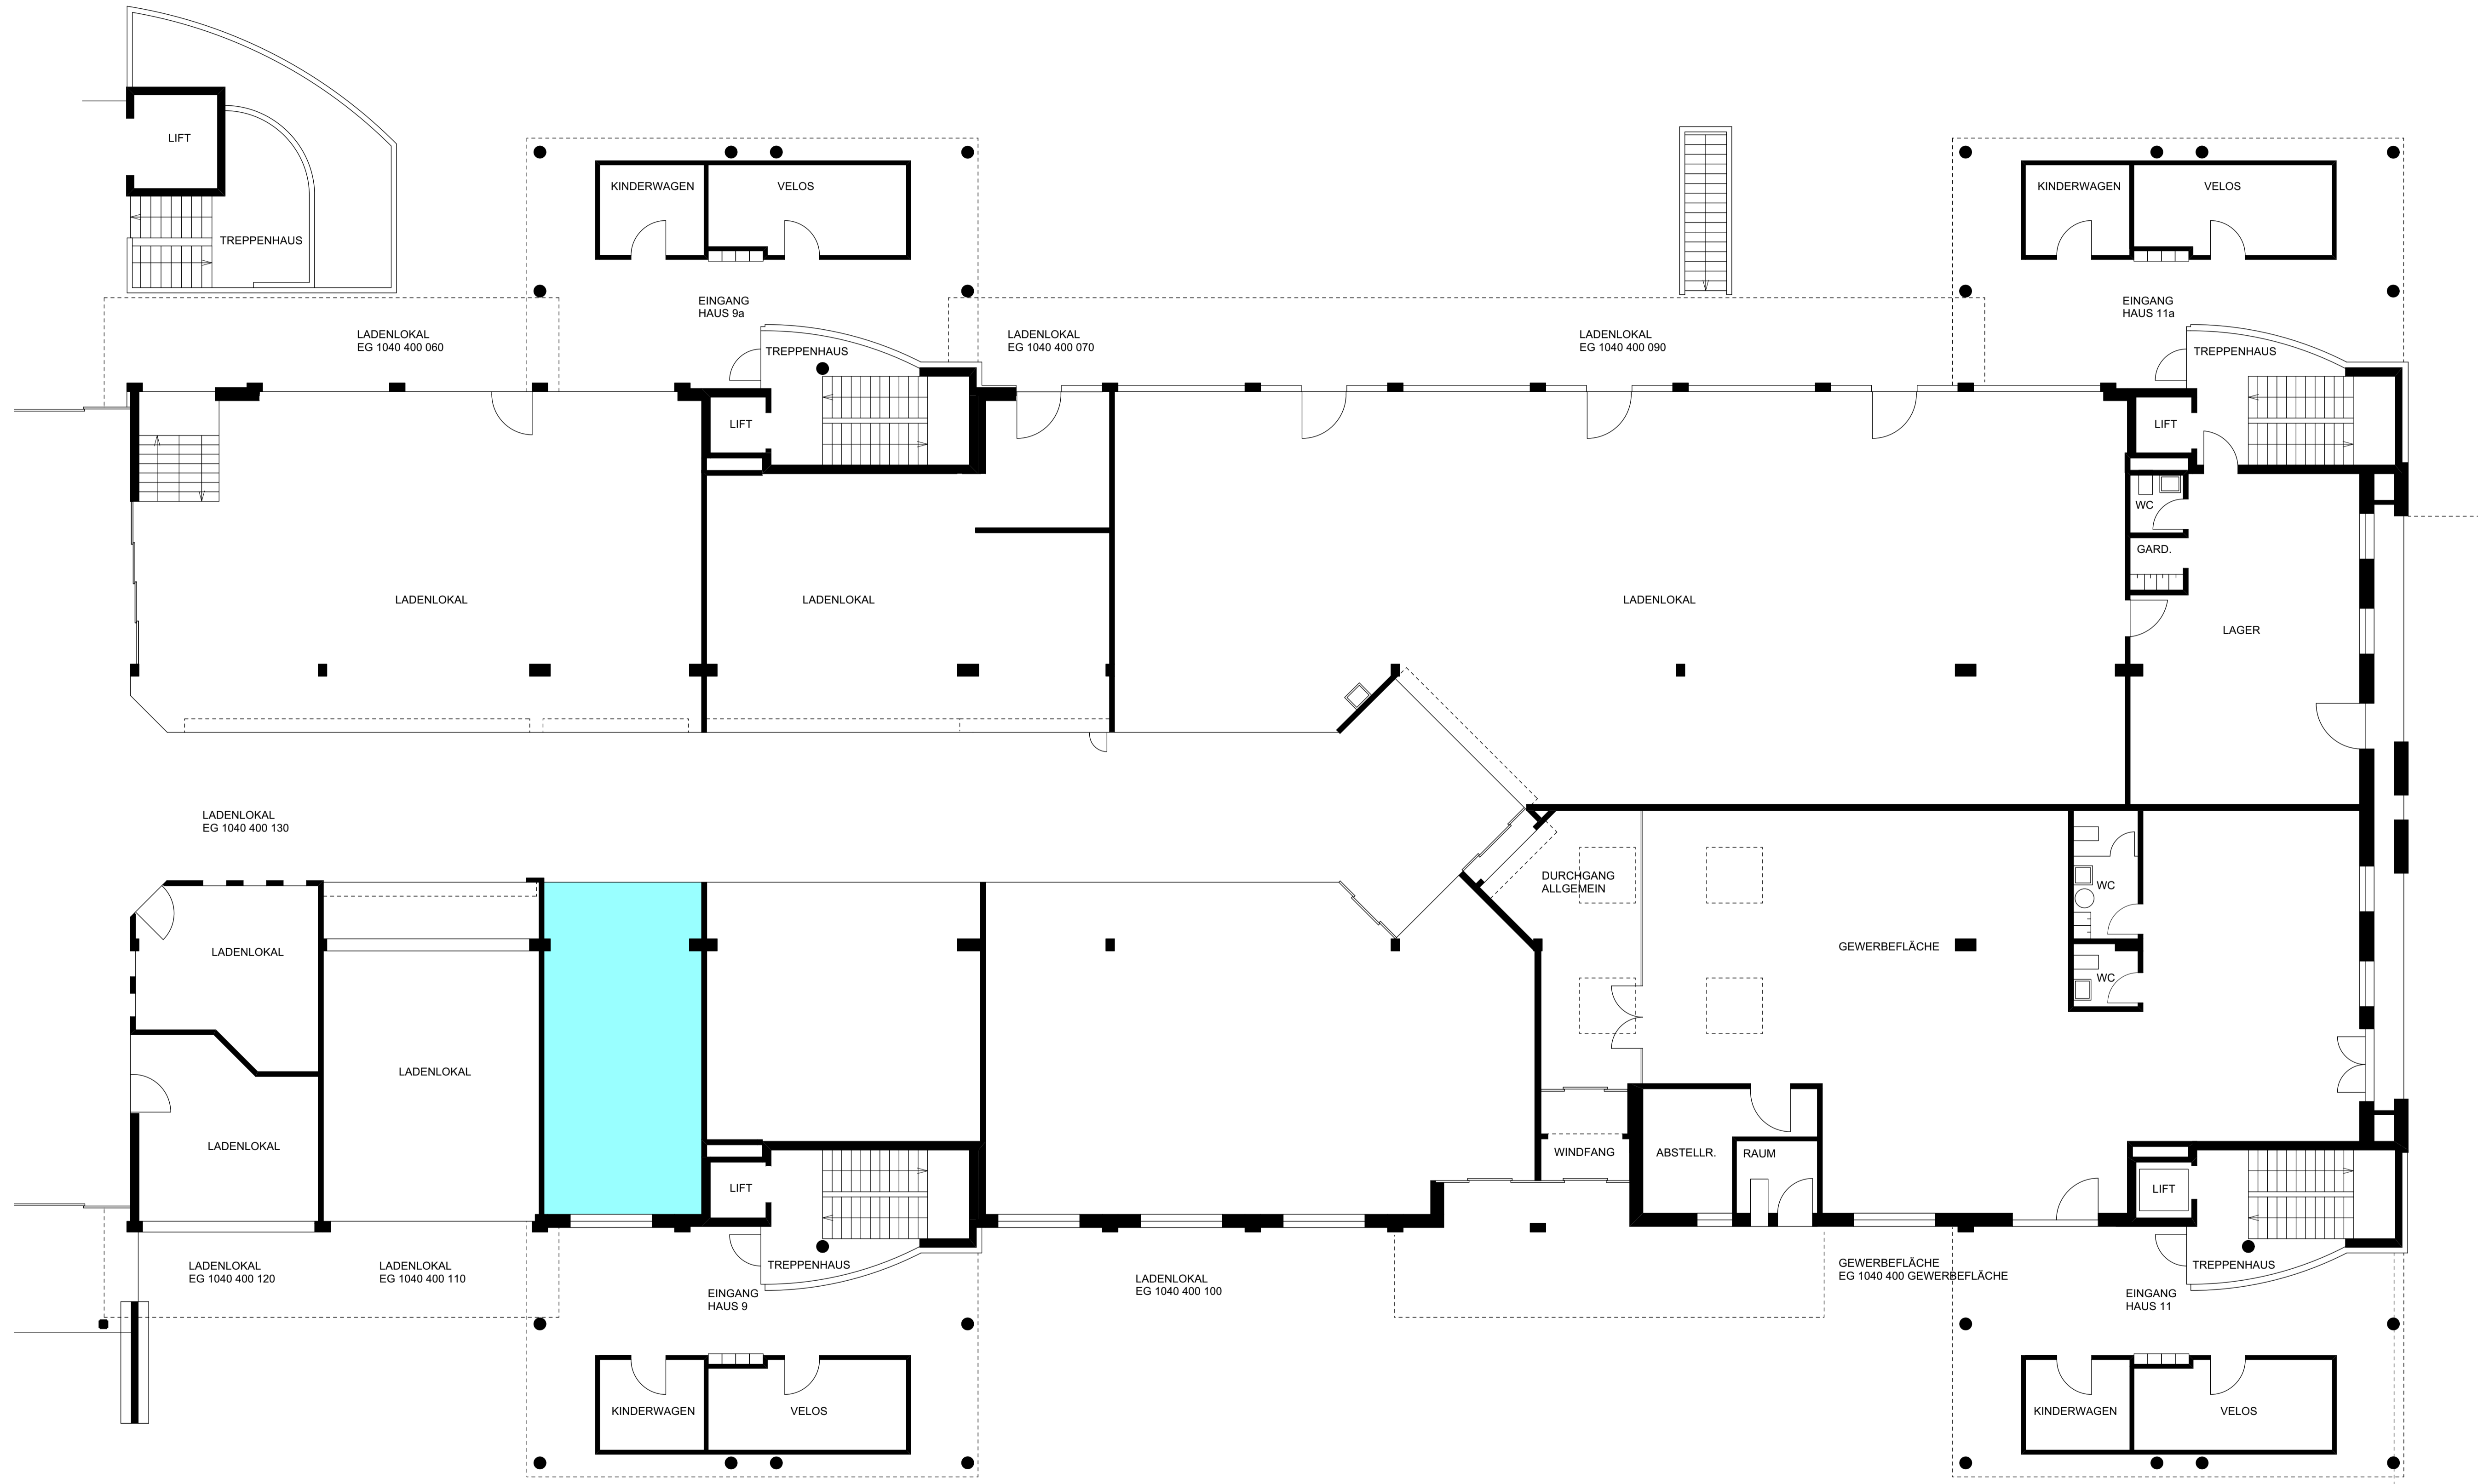 LIFT
TREPPENHAUS
KINDERWAGEN
VELOS
KINDERWAGEN
VELOS
EINGANG
HAUS 9a
EINGANG
HAUS 11a
LADENLOKAL
EG 1040 400 060
LADENLOKAL
EG 1040 400 070
LADENLOKAL
EG 1040 400 090
TREPPENHAUS
TREPPENHAUS
LIFT
LIFT
WC
GARD.
LADENLOKAL
LADENLOKAL
LADENLOKAL
LAGER
LADENLOKAL
EG 1040 400 130
DURCHGANG
ALLGEMEIN
WC
LADENLOKAL
GEWERBEFLÄCHE
WC
LADENLOKAL
LADENLOKAL
WINDFANG
ABSTELLR.
RAUM
LIFT
LIFT
LADENLOKAL
EG 1040 400 120
LADENLOKAL
EG 1040 400 110
TREPPENHAUS
LADENLOKAL
EG 1040 400 100
GEWERBEFLÄCHE
EG 1040 400 GEWERBEFLÄCHE
TREPPENHAUS
EINGANG
HAUS 9
EINGANG
HAUS 11
KINDERWAGEN
VELOS
KINDERWAGEN
VELOS